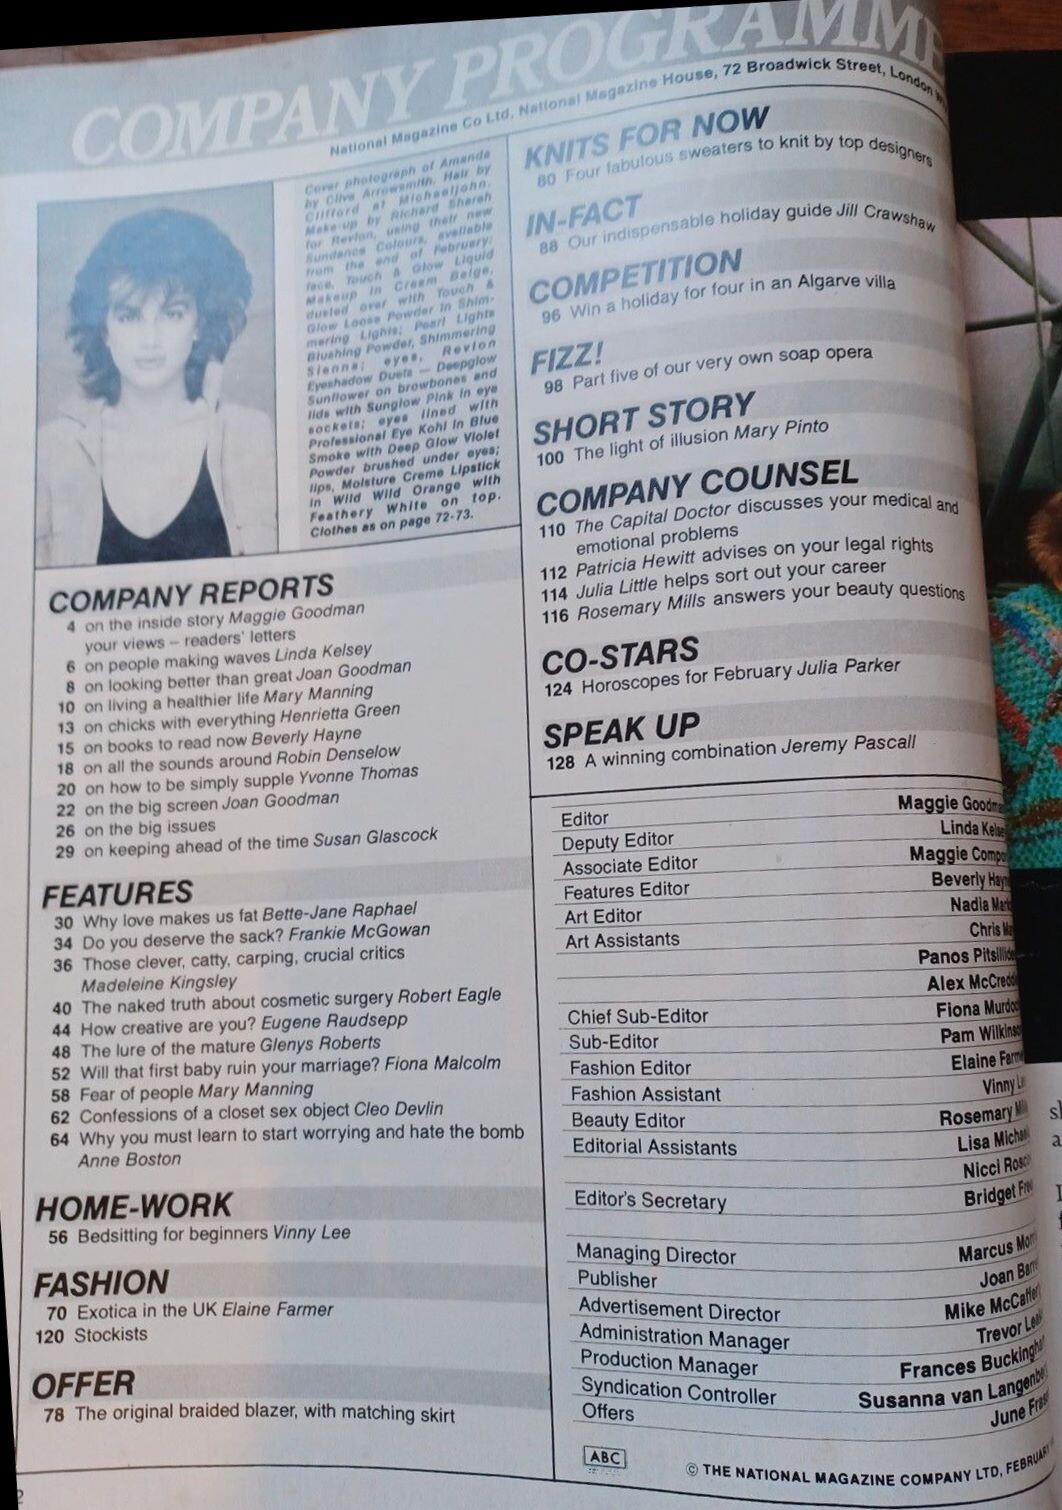 COMPANY PROGRAMME
National Magazine Co Ltd, National Magazine House, 72 Broadwick Street, London
Cover photograph of Amanda
by Clive Arrowsmith. Hair by
Clifford at Michaeljohn.
Make-up by Richard Sharah
for Revlon, using their new
Sundance Colours, available
from the end of February:
face, Touch & Glow Liquid
Makeup in Cream Beige,
dusted over with Touch &
Glow Loose Powder in Shim-
mering Lights; Pearl Lights
Blushing Powder, Shimmering
Sienna; eyes, Revlon
Eyeshadow Duets — Deepglow
Sunflower on browbones and
lids with Sunglow Pink in eye
sockets; eyes lined with
Professional Eye Kohl in Blue
Smoke with Deep Glow Violet
Powder brushed under eyes;
lips, Moisture Creme Lipstick
in Wild Wild Orange with
Feathery White on top.
Clothes as on page 72-73.
COMPANY REPORTS
4 on the inside story Maggie Goodman
your views – readers' letters
6 on people making waves Linda Kelsey
8 on looking better than great Joan Goodman
10 on living a healthier life Mary Manning
13 on chicks with everything Henrietta Green
15 on books to read now Beverly Hayne
18 on all the sounds around Robin Denselow
20 on how to be simply supple Yvonne Thomas
22 on the big screen Joan Goodman
26 on the big issues
29 on keeping ahead of the time Susan Glascock
FEATURES
30 Why love makes us fat Bette-Jane Raphael
34 Do you deserve the sack? Frankie McGowan
36 Those clever, catty, carping, crucial critics
Madeleine Kingsley
40 The naked truth about cosmetic surgery Robert Eagle
44 How creative are you? Eugene Raudsepp
48 The lure of the mature Glenys Roberts
52 Will that first baby ruin your marriage? Fiona Malcolm
58 Fear of people Mary Manning
62 Confessions of a closet sex object Cleo Devlin
64 Why you must learn to start worrying and hate the bomb
Anne Boston
HOME-WORK
56 Bedsitting for beginners Vinny Lee
FASHION
70 Exotica in the UK Elaine Farmer
120 Stockists
OFFER
78 The original braided blazer, with matching skirt
KNITS FOR NOW
80 Four fabulous sweaters to knit by top designers
IN-FACT
88 Our indispensable holiday guide Jill Crawshaw
COMPETITION
96 Win a holiday for four in an Algarve villa
FIZZ!
98 Part five of our very own soap opera
SHORT STORY
100 The light of illusion Mary Pinto
COMPANY COUNSEL
110 The Capital Doctor discusses your medical and
emotional problems
112 Patricia Hewitt advises on your legal rights
114 Julia Little helps sort out your career
116 Rosemary Mills answers your beauty questions
CO-STARS
124 Horoscopes for February Julia Parker
SPEAK UP
128 A winning combination Jeremy Pascall
Editor Maggie
Deputy Editor Linda
Associate Editor Maggie
Features Editor Beverly
Art Editor Nadia
Art Assistants Chris
Panos
Alex
Chief Sub-Editor Fiona
Sub-Editor Pam
Fashion Editor Elaine
Fashion Assistant Vinny
Beauty Editor Rosemary
Editorial Assistants Lisa
Nicci
Editor's Secretary Bridget
Managing Director Marcus
Publisher Joan
Advertisement Director Mike
Administration Manager Trevor
Production Manager Frances
Syndication Controller Susanna van
Offers June
ABC
© THE NATIONAL MAGAZINE COMPANY LTD, FEBRUARY